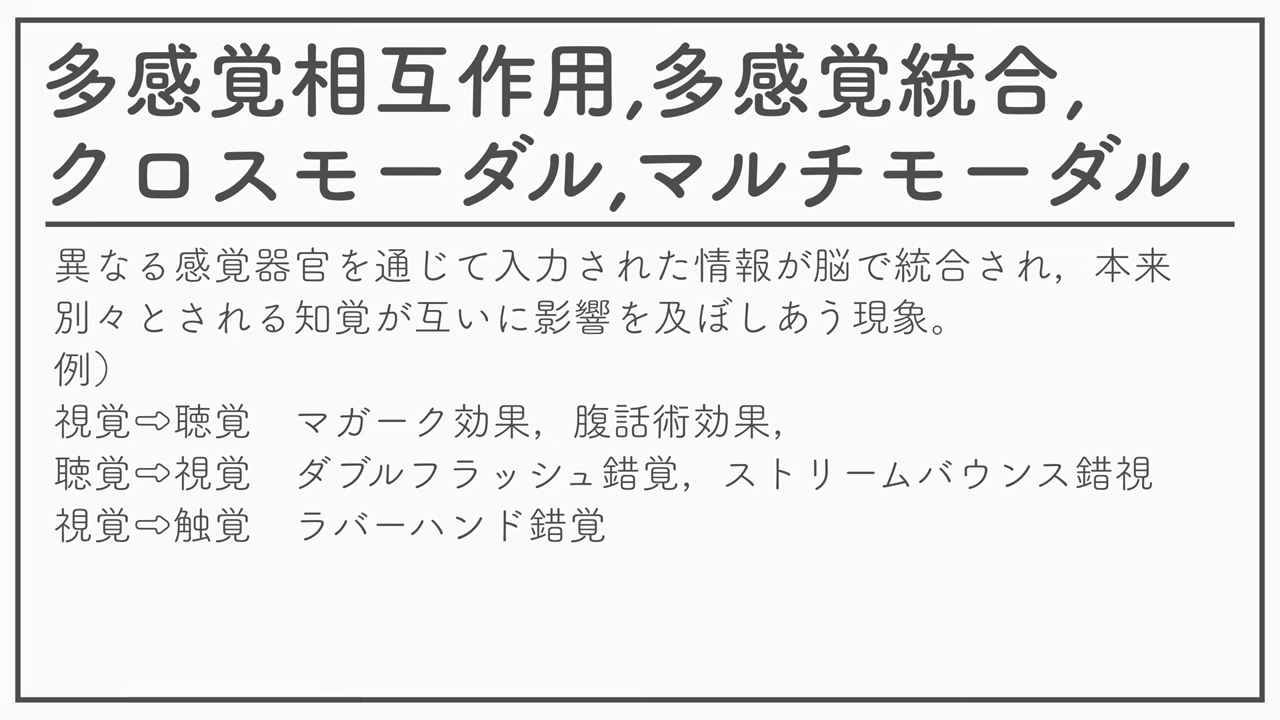 多感覚相互作用,多感覚統合,
クロスモーダル,マルチモーダル
異なる感覚器官を通じて入力された情報が脳で統合され，本来
別々とされる知覚が互いに影響を及ぼしあう現象。
例）
視覚⇨聴覚　マガーク効果，腹話術効果，
聴覚⇨視覚　ダブルフラッシュ錯覚，ストリームバウンス錯視
視覚⇨触覚　ラバーハンド錯覚